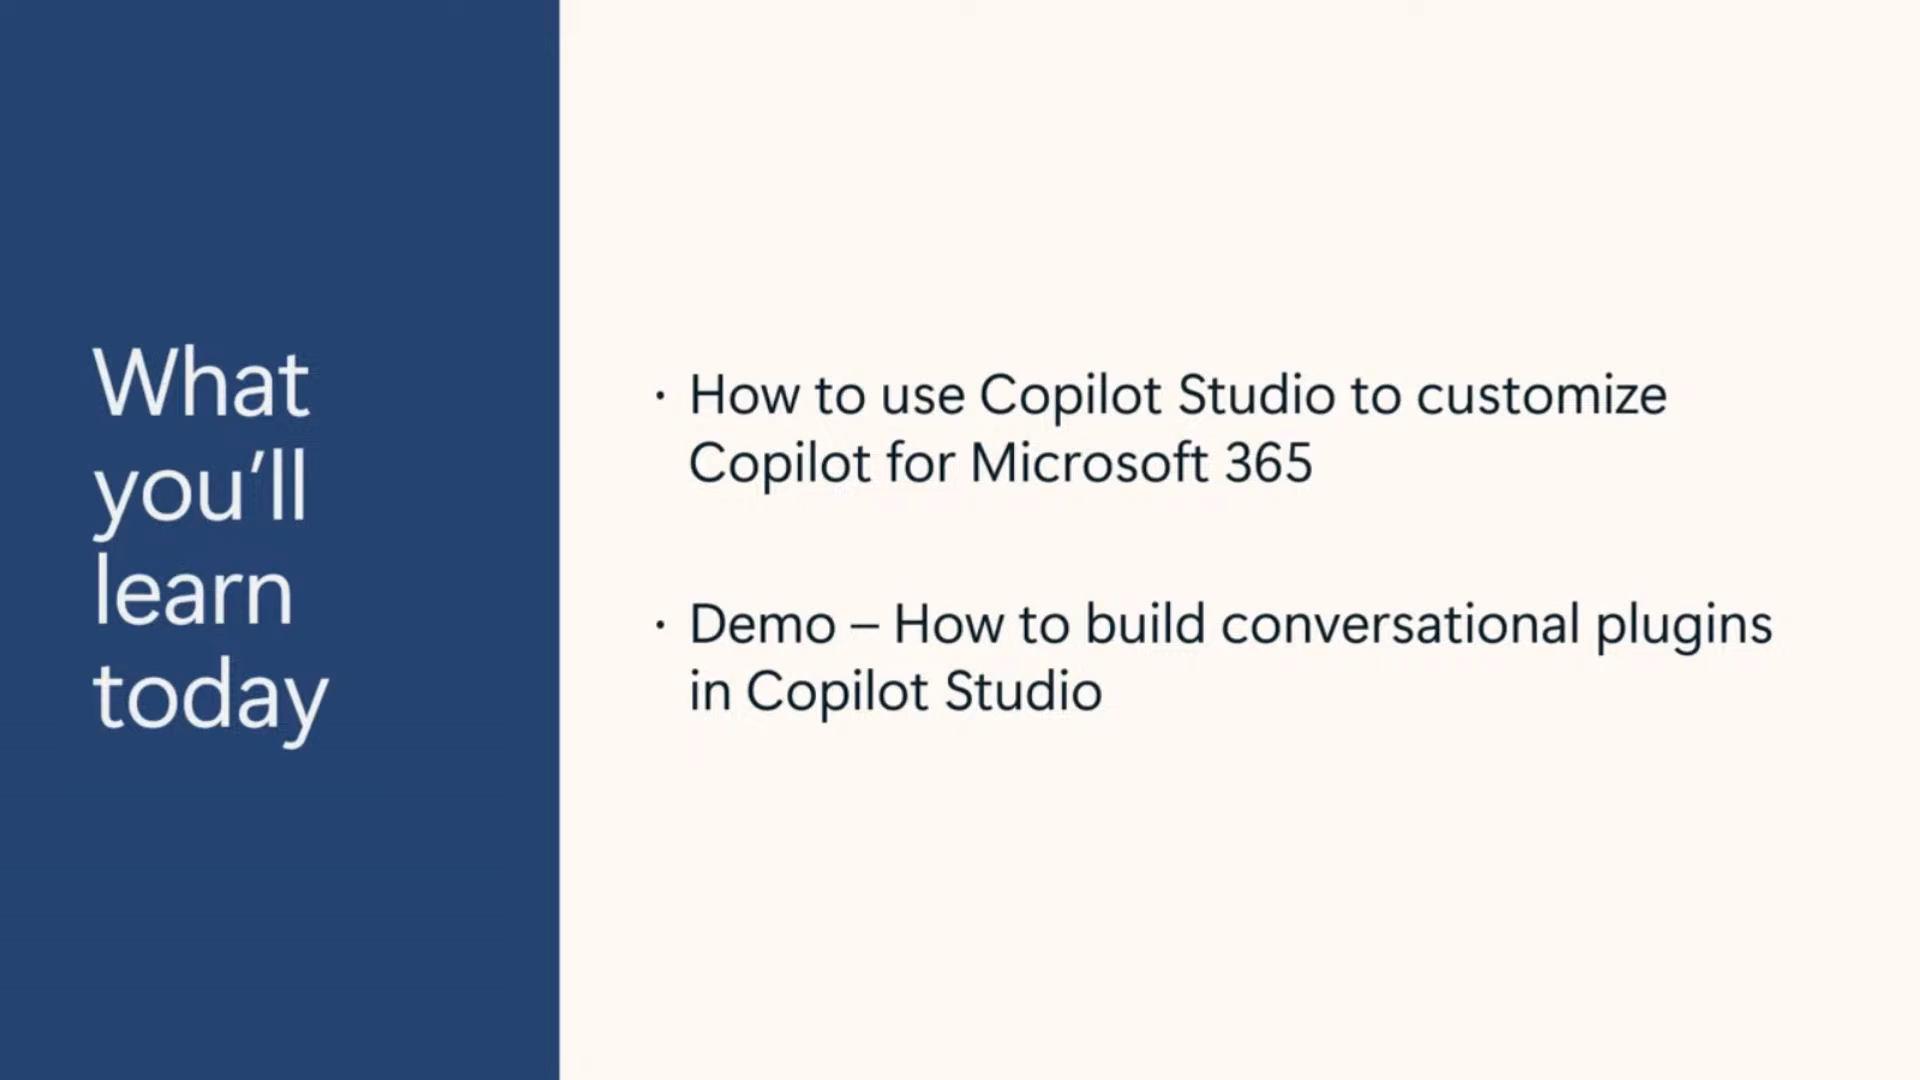 What
you’ll
learn
today
· How to use Copilot Studio to customize
Copilot for Microsoft 365
· Demo – How to build conversational plugins
in Copilot Studio